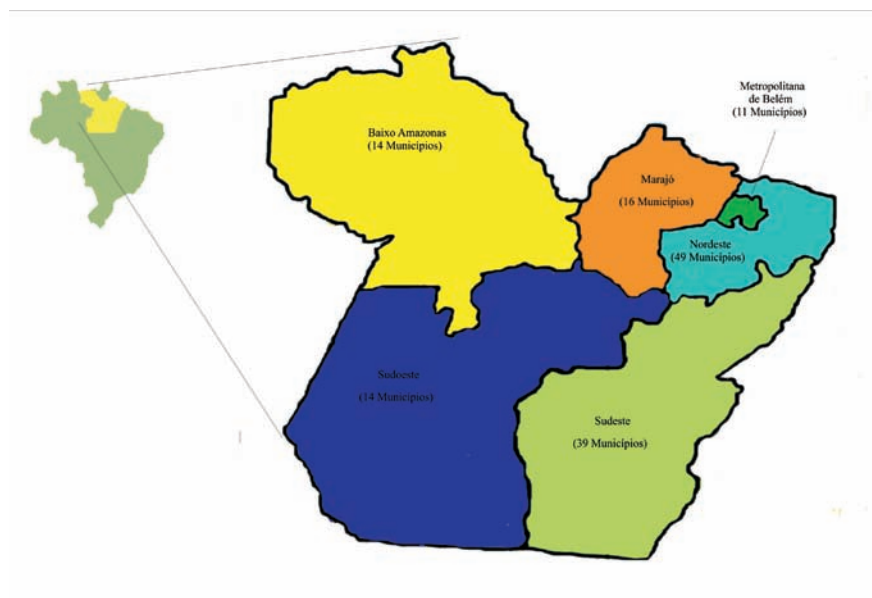 Metropolitana
de Belém
(11 Municípios)
Baixo Amazonas
(14 Municípios)
Marajó
(16 Municípios)
Nordeste
(49 Municípios)
Sudoeste
(14 Municípios)
Sudeste
(39 Municípios)